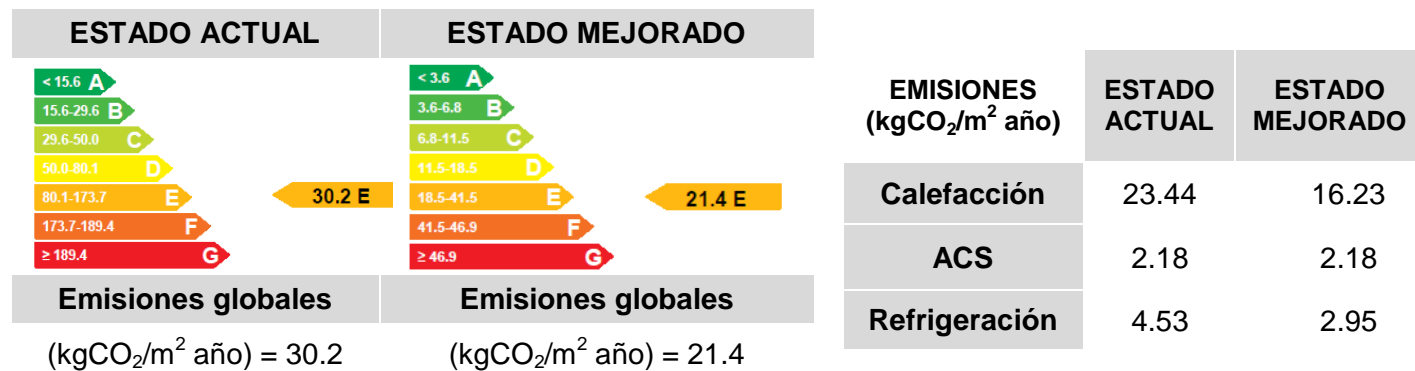 ESTADO ACTUAL
ESTADO MEJORADO
< 15.6 A
15.6-29.6 B
29.6-50.0 C
50.0-80.1 D
80.1-173.7 E
173.7-189.4 F
≥ 189.4 G
30.2 E
< 3.6 A
3.6-6.8 B
6.8-11.5 C
11.5-18.5 D
18.5-41.5 E
41.5-46.9 F
≥ 46.9 G
21.4 E
Emisiones globales
(kgCO₂/m² año) = 30.2
Emisiones globales
(kgCO₂/m² año) = 21.4
EMISIONES
(kgCO₂/m² año)
ESTADO
ACTUAL
ESTADO
MEJORADO
Calefacción 23.44 16.23
ACS 2.18 2.18
Refrigeración 4.53 2.95